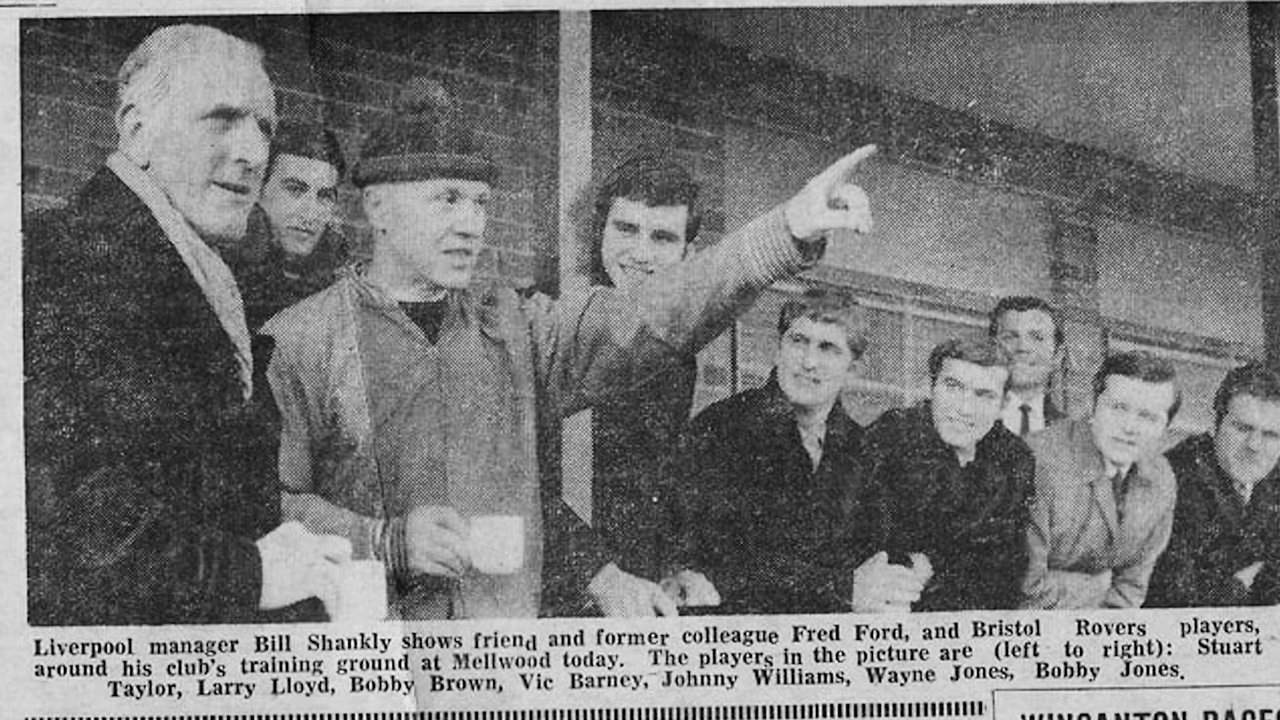 Liverpool manager Bill Shankly shows friend and former colleague Fred Ford, and Bristol Rovers players,
around his club's training ground at Mellwood today. The players in the picture are (left to right): Stuart
Taylor, Larry Lloyd, Bobby Brown, Vic Barney, Johnny Williams, Wayne Jones, Bobby Jones.
WINCANTON RACES